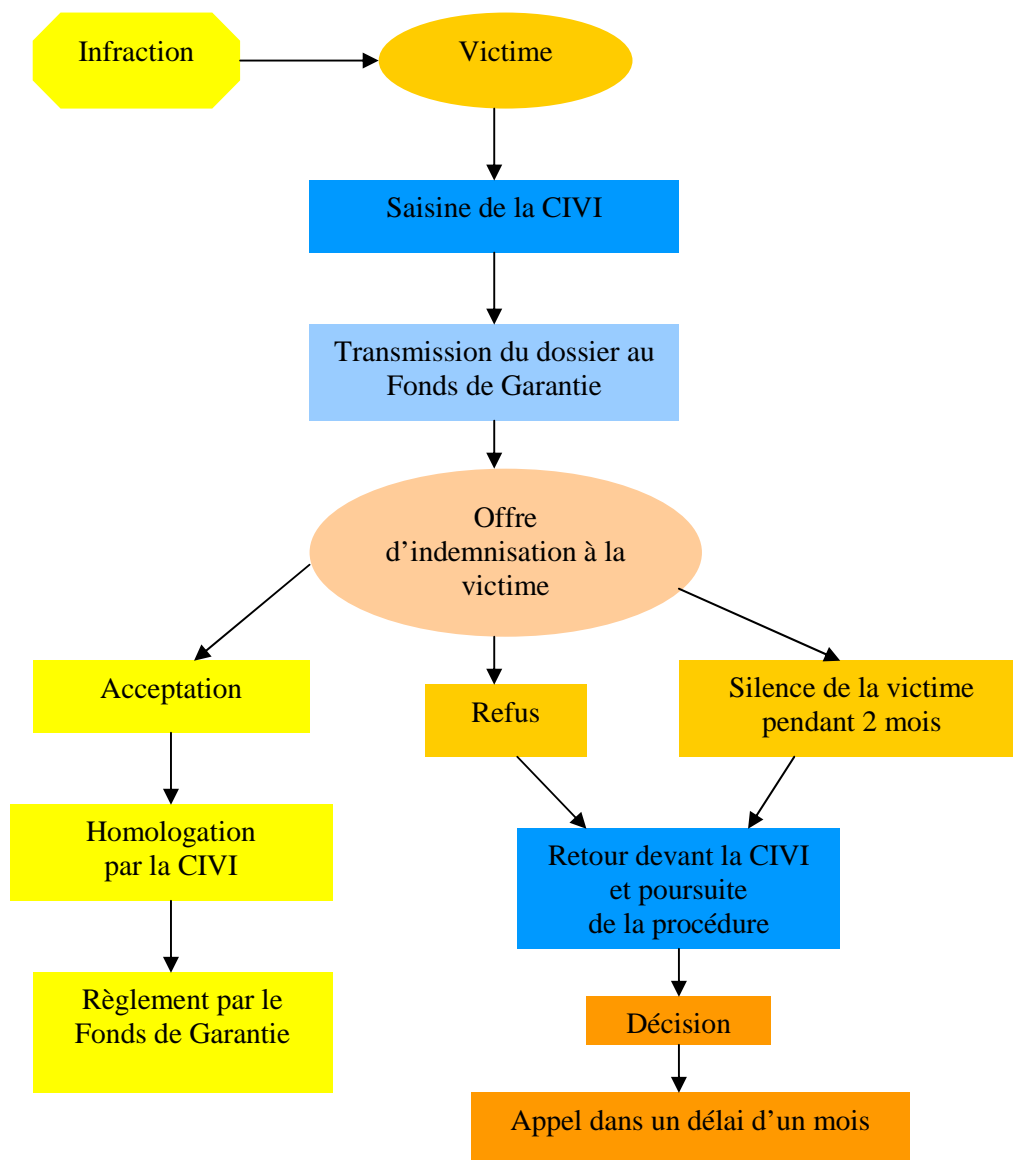 Infraction
Victime
Saisine de la CIVI
Transmission du dossier au
Fonds de Garantie
Offre
d’indemnisation à la
victime
Acceptation
Refus
Silence de la victime
pendant 2 mois
Homologation
par la CIVI
Retour devant la CIVI
et poursuite
de la procédure
Règlement par le
Fonds de Garantie
Décision
Appel dans un délai d’un mois